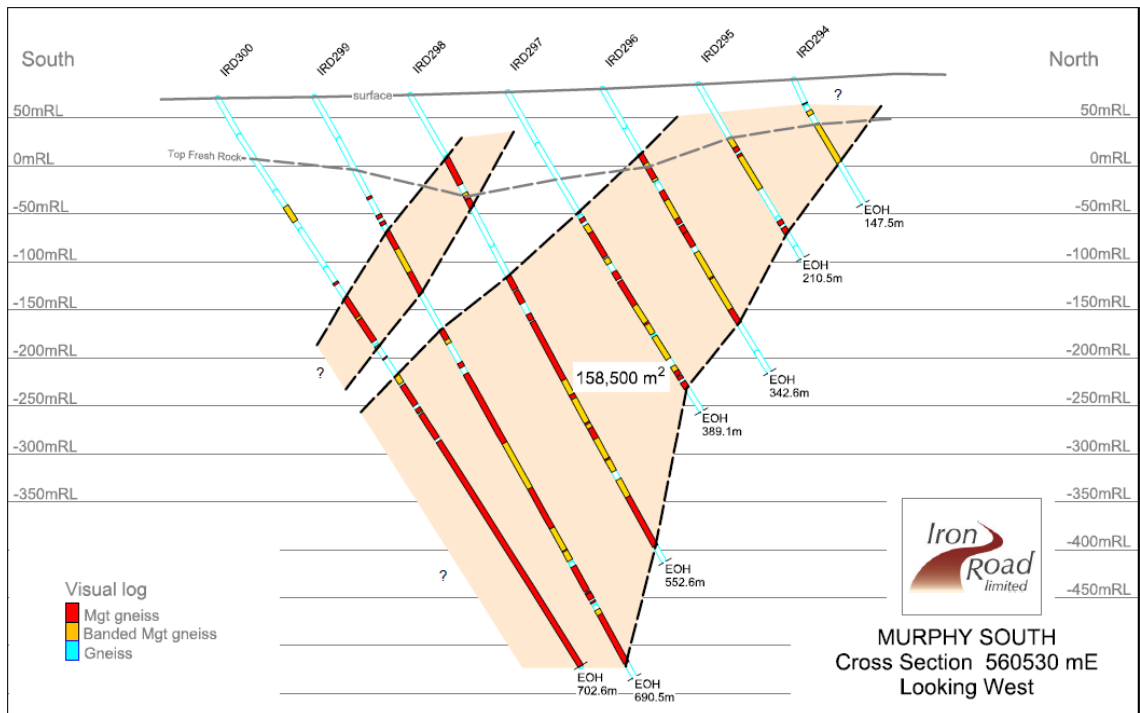 South
IRD300
IRD299
IRD298
IRD297
IRD296
IRD295
IRD294
North
surface
?
50mRL
50mRL
Top Fresh Rock
0mRL
0mRL
-50mRL
-50mRL
EOH
147.5m
-100mRL
-100mRL
EOH
210.5m
-150mRL
-150mRL
-200mRL
-200mRL
?
158,500 m²
EOH
342.6m
-250mRL
-250mRL
EOH
389.1m
-300mRL
-300mRL
-350mRL
-350mRL
-400mRL
EOH
552.6m
?
-450mRL
Iron
Road
limited
Visual log
Mgt gneiss
Banded Mgt gneiss
Gneiss
EOH
702.6m
EOH
690.5m
MURPHY SOUTH
Cross Section 560530 mE
Looking West